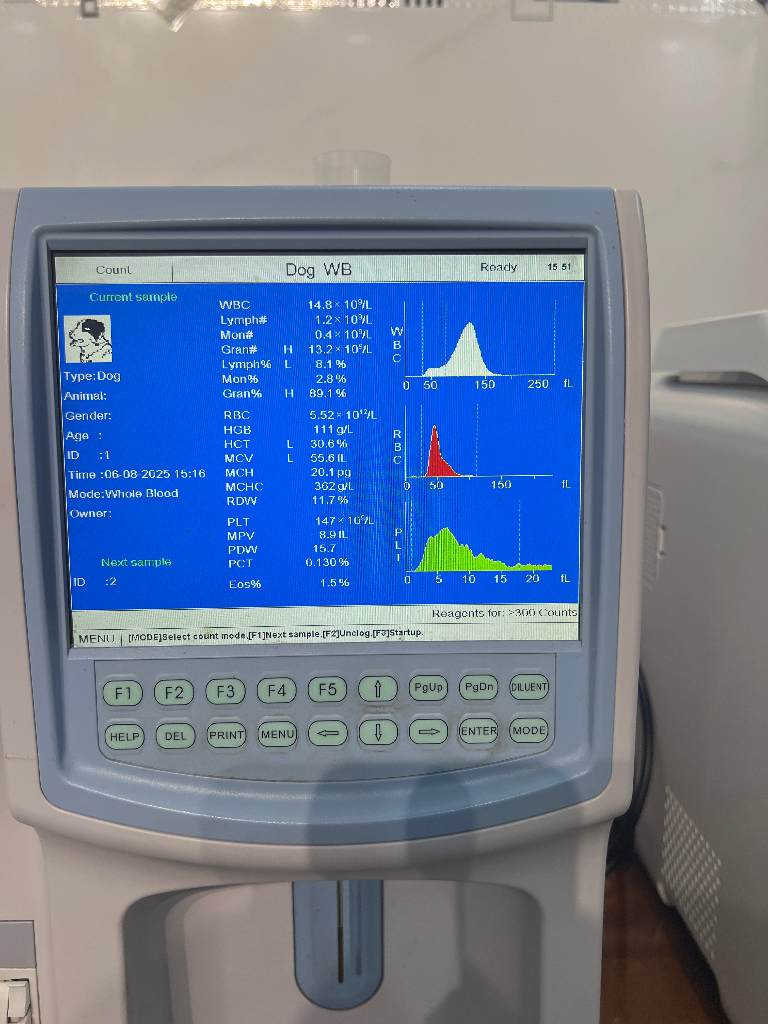 Count Dog WB Ready 15:51
Current sample
Type:Dog
Animal:
Gender:
Age :
ID :1
Time :06-08-2025 15:16
Mode:Whole Blood
Owner:
Next sample
ID :2
WBC 14.8 × 10⁹/L
Lymph# 1.2 × 10⁹/L
Mon# 0.4 × 10⁹/L
Gran# H 13.2 × 10⁹/L
Lymph% L 8.1 %
Mon% 2.8 %
Gran% H 89.1 %
RBC 5.52 × 10¹²/L
HGB 111 g/L
HCT L 30.6 %
MCV L 55.6 fL
MCH 20.1 pg
MCHC 362 g/L
RDW 11.7 %
PLT 147 × 10⁹/L
MPV 8.9 fL
PDW 15.7
PCT 0.130 %
Eos% 1.5 %
WBC
0 50 150 250 fL
RBC
0 50 150 fL
PLT
0 5 10 15 20 fL
Reagents for: >300 Counts
MENU [MODE]Select count mode,[F1]Next sample,[F2]Unclog,[F3]Startup.
F1 F2 F3 F4 F5 ⇧ PgUp PgDn DILUENT
HELP DEL PRINT MENU ⇦ ⇩ ⇨ ENTER MODE